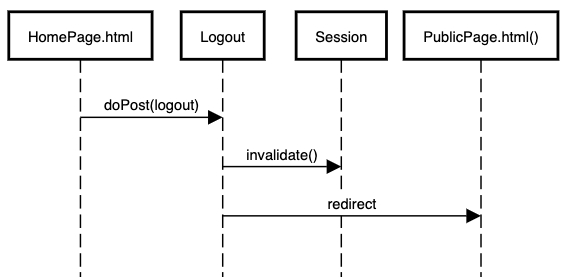 HomePage.html
Logout
Session
PublicPage.html()
doPost(logout)
invalidate()
redirect